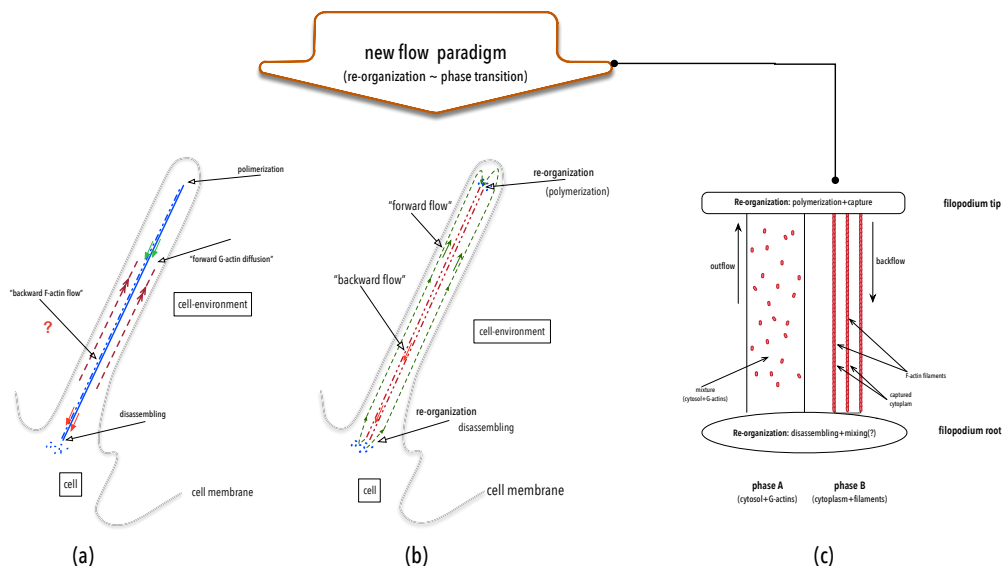 new flow paradigm
(re-organization ~ phase transition)
polimerization
"forward G-actin diffusion"
"backward F-actin flow"
cell-environment
?
disassembling
cell
cell membrane
(a)
re-organization
(polymerization)
"forward flow"
"backward flow"
cell-environment
re-organization
disassembling
cell
cell membrane
(b)
Re-organization: polymerization+capture
filopodium tip
outflow
backflow
mixture
(cytosol+G-actins)
F-actin filaments
captured
cytoplam
Re-organization: disassembling+mixing(?)
filopodium root
phase A
(cytosol+G-actins)
phase B
(cytoplasm+filaments)
(c)